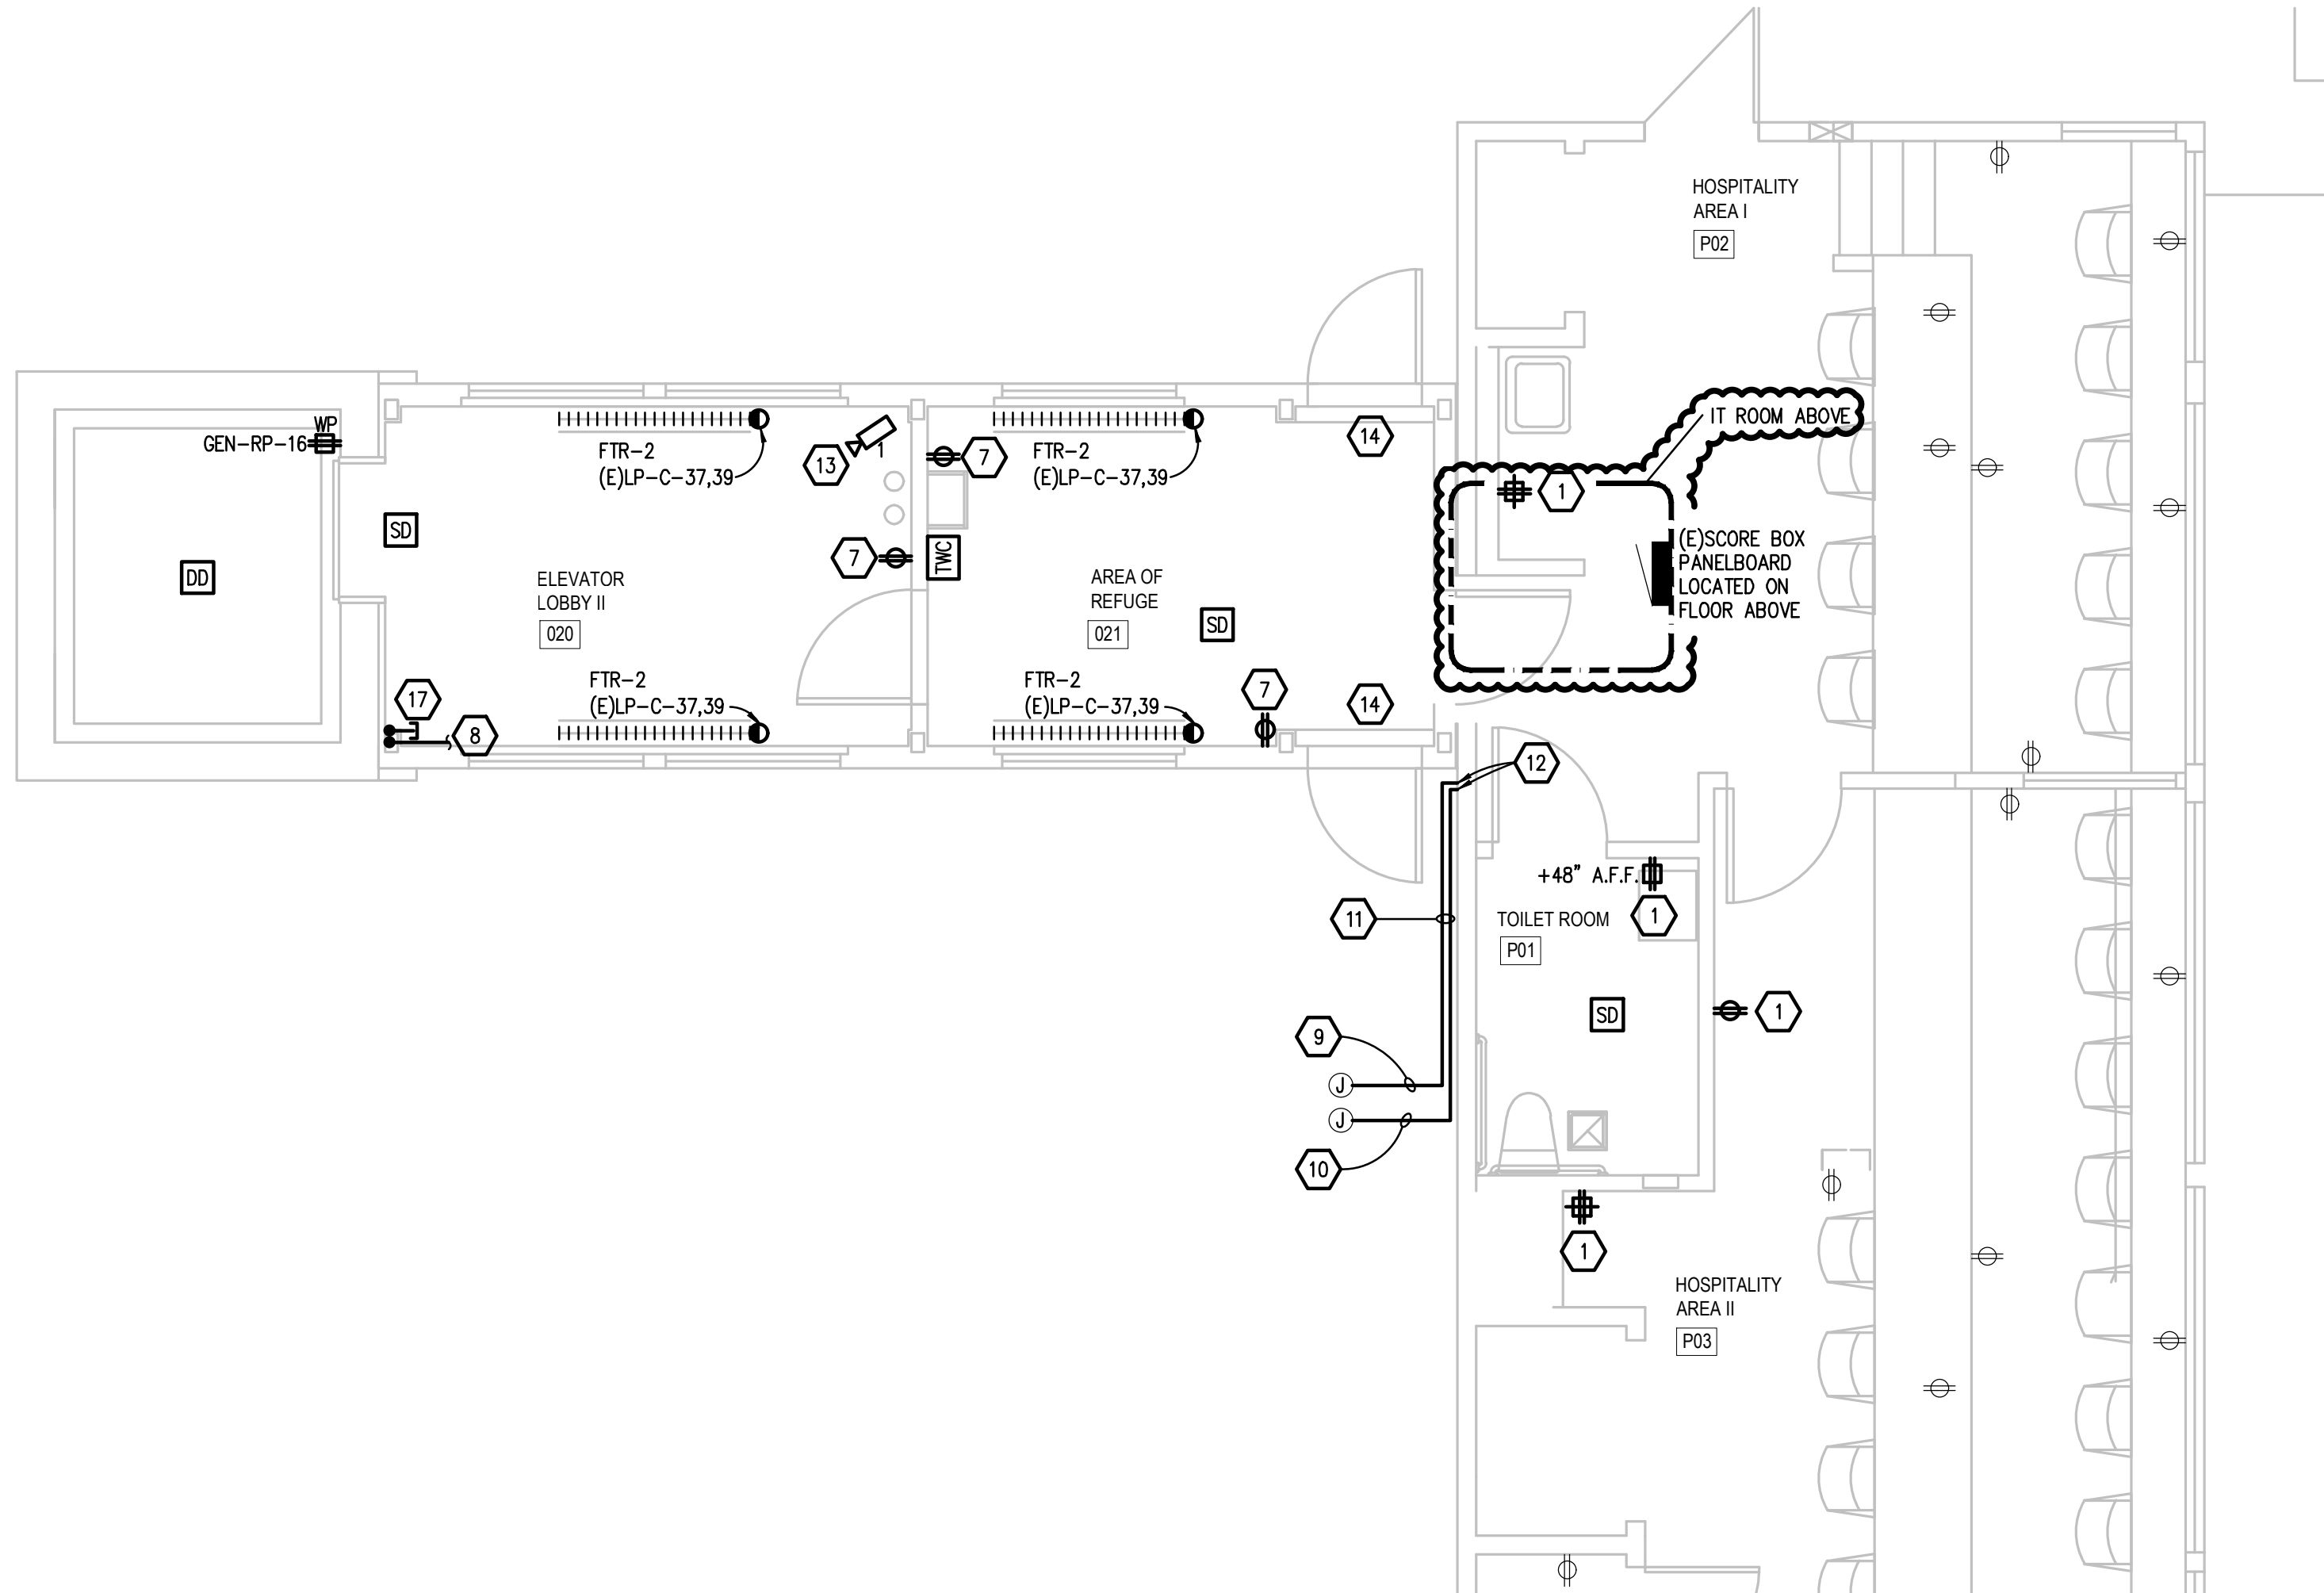 HOSPITALITY
AREA I
P02
WP
GEN-RP-16
FTR-2
(E)LP-C-37,39
13
1
7
FTR-2
(E)LP-C-37,39
14
IT ROOM ABOVE
1
SD
DD
7
TWC
ELEVATOR
LOBBY II
020
AREA OF
REFUGE
021
SD
(E)SCORE BOX
PANELBOARD
LOCATED ON
FLOOR ABOVE
17
8
FTR-2
(E)LP-C-37,39
FTR-2
(E)LP-C-37,39
7
14
12
+48" A.F.F.
1
11
TOILET ROOM
P01
SD
1
9
J
J
10
1
HOSPITALITY
AREA II
P03